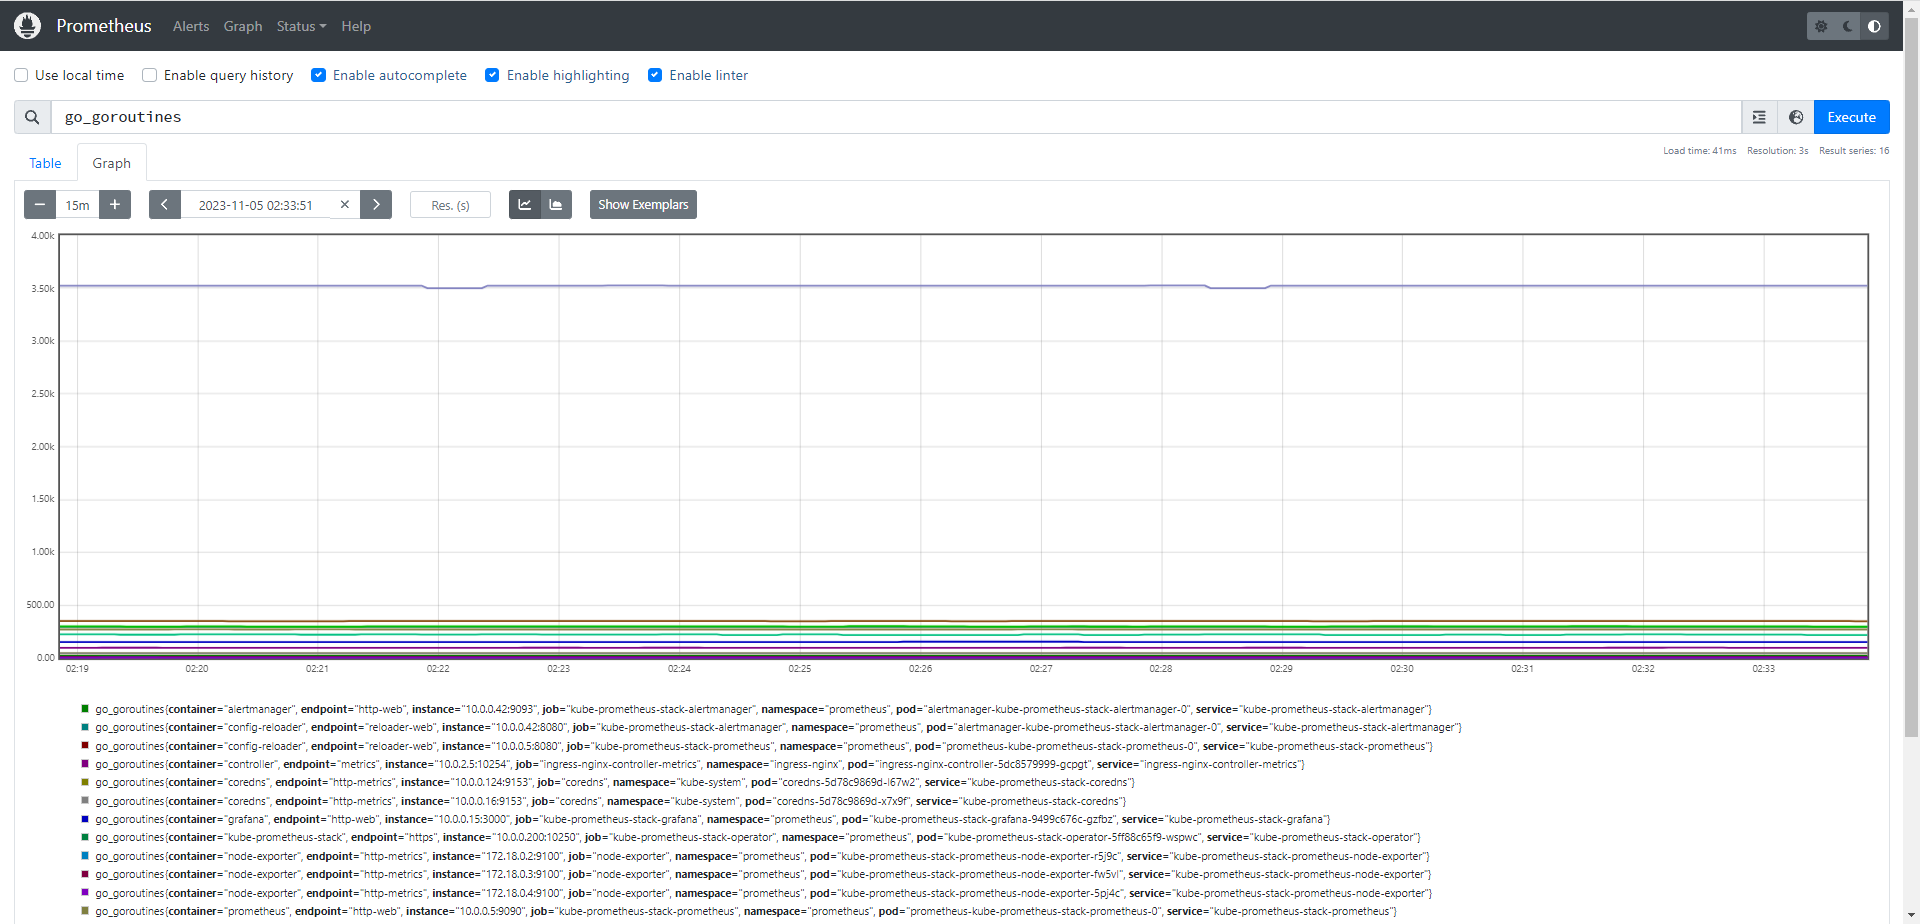 Prometheus Alerts Graph Status Help
Use local time Enable query history Enable autocomplete Enable highlighting Enable linter
go_goroutines Execute
Table Graph Load time: 41ms Resolution: 3s Result series: 16
15m 2023-11-05 02:33:51 Res. (s) Show Exemplars
4.00k
3.50k
3.00k
2.50k
2.00k
1.50k
1.00k
500.00
0.00
02:19 02:20 02:21 02:22 02:23 02:24 02:25 02:26 02:27 02:28 02:29 02:30 02:31 02:32 02:33
go_goroutines{container="alertmanager", endpoint="http-web", instance="10.0.0.42:9093", job="kube-prometheus-stack-alertmanager", namespace="prometheus", pod="alertmanager-kube-prometheus-stack-alertmanager-0", service="kube-prometheus-stack-alertmanager"}
go_goroutines{container="config-reloader", endpoint="reloader-web", instance="10.0.0.42:8080", job="kube-prometheus-stack-alertmanager", namespace="prometheus", pod="alertmanager-kube-prometheus-stack-alertmanager-0", service="kube-prometheus-stack-alertmanager"}
go_goroutines{container="config-reloader", endpoint="reloader-web", instance="10.0.0.5:8080", job="kube-prometheus-stack-prometheus", namespace="prometheus", pod="prometheus-kube-prometheus-stack-prometheus-0", service="kube-prometheus-stack-prometheus"}
go_goroutines{container="controller", endpoint="metrics", instance="10.0.2.5:10254", job="ingress-nginx-controller-metrics", namespace="ingress-nginx", pod="ingress-nginx-controller-5dc8579999-gcpgt", service="ingress-nginx-controller-metrics"}
go_goroutines{container="coredns", endpoint="http-metrics", instance="10.0.0.124:9153", job="coredns", namespace="kube-system", pod="coredns-5d78c9869d-l67w2", service="kube-prometheus-stack-coredns"}
go_goroutines{container="coredns", endpoint="http-metrics", instance="10.0.0.16:9153", job="coredns", namespace="kube-system", pod="coredns-5d78c9869d-x7x9f", service="kube-prometheus-stack-coredns"}
go_goroutines{container="grafana", endpoint="http-web", instance="10.0.0.15:3000", job="kube-prometheus-stack-grafana", namespace="prometheus", pod="kube-prometheus-stack-grafana-9499c676c-gzfbz", service="kube-prometheus-stack-grafana"}
go_goroutines{container="kube-prometheus-stack", endpoint="https", instance="10.0.0.200:10250", job="kube-prometheus-stack-operator", namespace="prometheus", pod="kube-prometheus-stack-operator-5ff88c65f9-wspwc", service="kube-prometheus-stack-operator"}
go_goroutines{container="node-exporter", endpoint="http-metrics", instance="172.18.0.2:9100", job="node-exporter", namespace="prometheus", pod="kube-prometheus-stack-prometheus-node-exporter-r5j9c", service="kube-prometheus-stack-prometheus-node-exporter"}
go_goroutines{container="node-exporter", endpoint="http-metrics", instance="172.18.0.3:9100", job="node-exporter", namespace="prometheus", pod="kube-prometheus-stack-prometheus-node-exporter-fw5vl", service="kube-prometheus-stack-prometheus-node-exporter"}
go_goroutines{container="node-exporter", endpoint="http-metrics", instance="172.18.0.4:9100", job="node-exporter", namespace="prometheus", pod="kube-prometheus-stack-prometheus-node-exporter-5pj4c", service="kube-prometheus-stack-prometheus-node-exporter"}
go_goroutines{container="prometheus", endpoint="http-web", instance="10.0.0.5:9090", job="kube-prometheus-stack-prometheus", namespace="prometheus", pod="prometheus-kube-prometheus-stack-prometheus-0", service="kube-prometheus-stack-prometheus"}